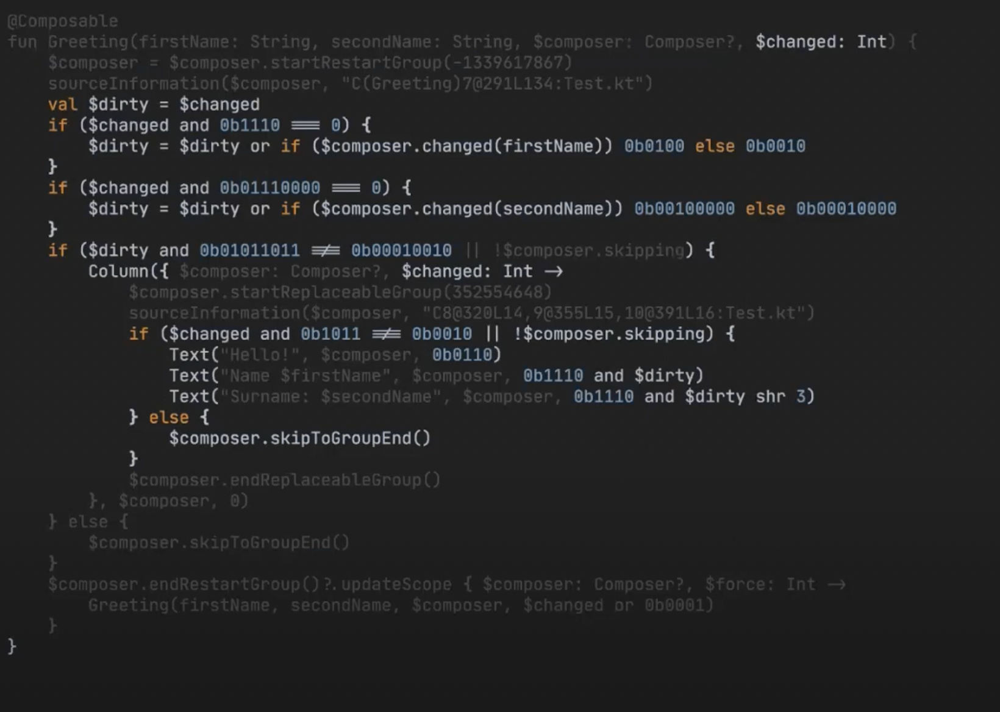 @Composable
fun Greeting(firstName: String, secondName: String, $composer: Composer?, $changed: Int) {
    $composer = $composer.startRestartGroup(-1339617867)
    sourceInformation($composer, "C(Greeting)7@291L134:Test.kt")
    val $dirty = $changed
    if ($changed and 0b1110 === 0) {
        $dirty = $dirty or if ($composer.changed(firstName)) 0b0100 else 0b0010
    }
    if ($changed and 0b01110000 === 0) {
        $dirty = $dirty or if ($composer.changed(secondName)) 0b00100000 else 0b00010000
    }
    if ($dirty and 0b01011011 !== 0b00010010 || !$composer.skipping) {
        Column({ $composer: Composer?, $changed: Int ->
            $composer.startReplaceableGroup(352554648)
            sourceInformation($composer, "C8@320L14,9@355L15,10@391L16:Test.kt")
            if ($changed and 0b1011 !== 0b0010 || !$composer.skipping) {
                Text("Hello!", $composer, 0b0110)
                Text("Name $firstName", $composer, 0b1110 and $dirty)
                Text("Surname: $secondName", $composer, 0b1110 and $dirty shr 3)
            } else {
                $composer.skipToGroupEnd()
            }
            $composer.endReplaceableGroup()
        }, $composer, 0)
    } else {
        $composer.skipToGroupEnd()
    }
    $composer.endRestartGroup()?.updateScope { $composer: Composer?, $force: Int ->
        Greeting(firstName, secondName, $composer, $changed or 0b0001)
    }
}